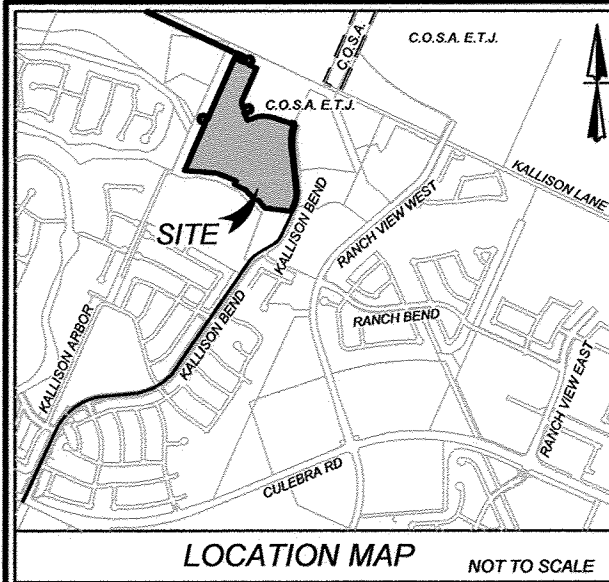 C.O.S.A. E.T.J.
C.O.S.A.
C.O.S.A. E.T.J.
KALLISON LANE
SITE
KALLISON BEND
RANCH VIEW WEST
RANCH BEND
KALLISON BEND
KALLISON ARBOR
RANCH VIEW EAST
CULEBRA RD
LOCATION MAP
NOT TO SCALE